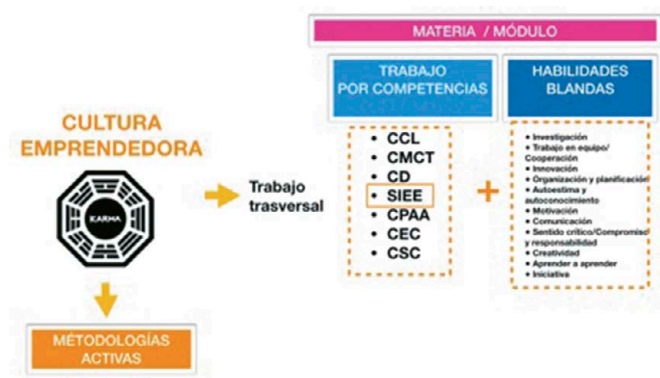 MATERIA / MÓDULO
TRABAJO
POR COMPETENCIAS
HABILIDADES
BLANDAS
CULTURA
EMPRENDEDORA
KARMA
Trabajo
trasversal
• CCL
• CMCT
• CD
• SIEE
• CPAA
• CEC
• CSC
+
• Investigación
• Trabajo en equipo/
Cooperación
• Innovación
• Organización y planificación
• Autoestima y
autoconocimiento
• Motivación
• Comunicación
• Sentido crítico/Compromiso
y responsabilidad
• Creatividad
• Aprender a aprender
• Iniciativa
MÉTODOLOGÍAS
ACTIVAS